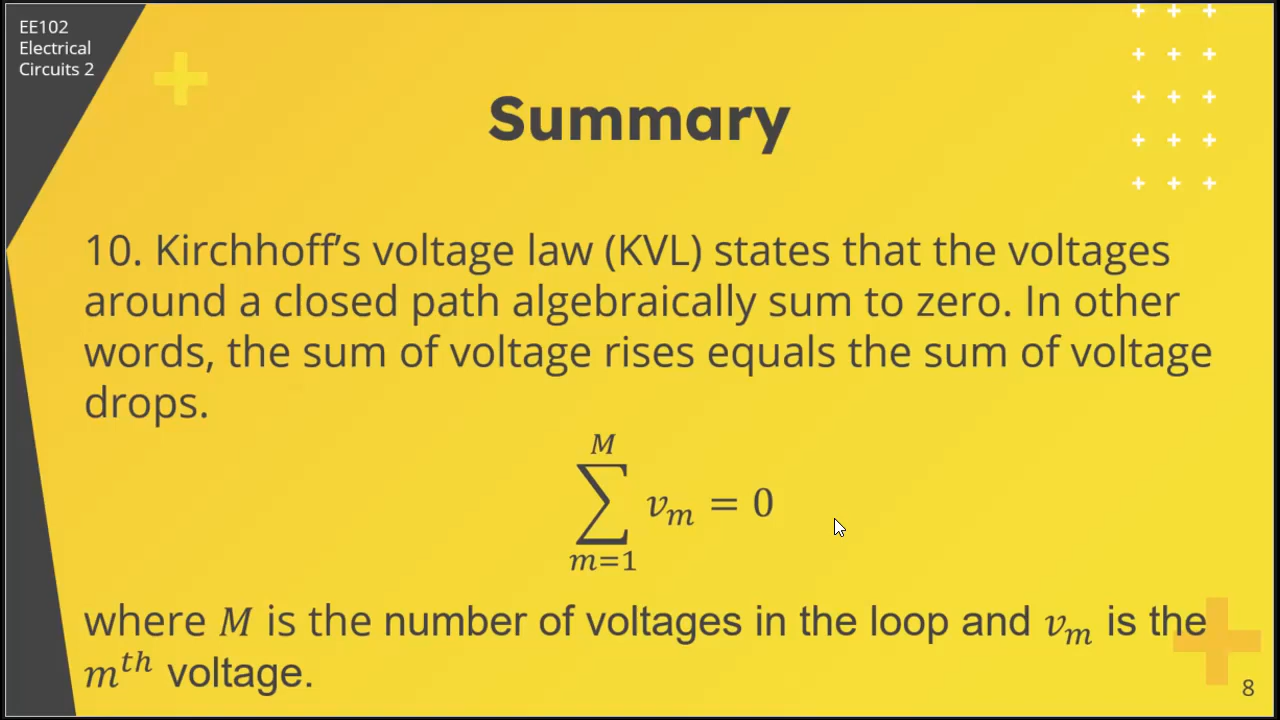 EE102
Electrical
Circuits 2
Summary
10. Kirchhoff’s voltage law (KVL) states that the voltages
around a closed path algebraically sum to zero. In other
words, the sum of voltage rises equals the sum of voltage
drops.
$\sum_{m=1}^{M} v_m = 0$
where $M$ is the number of voltages in the loop and $v_m$ is the
$m^{th}$ voltage.
8